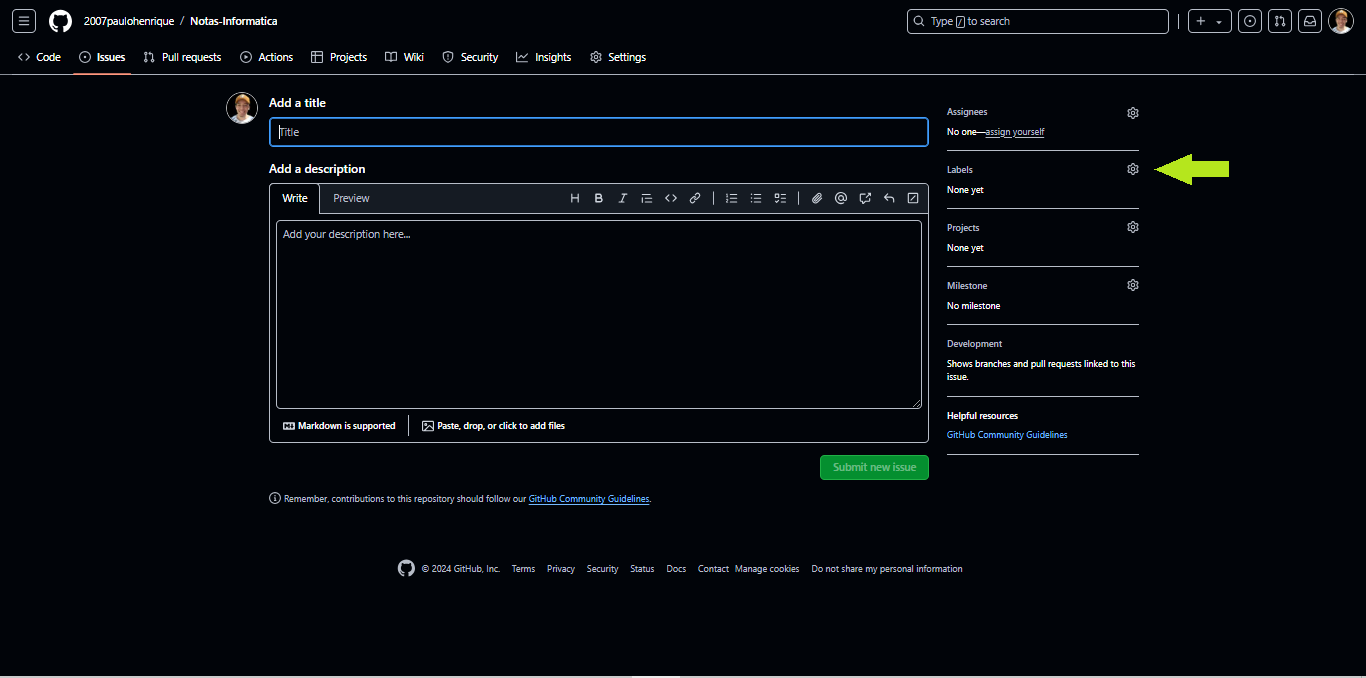 2007paulohenrique / Notas-Informatica
Type / to search
Code Issues Pull requests Actions Projects Wiki Security Insights Settings
Add a title
Title
Add a description
Write Preview
Add your description here...
Markdown is supported
Paste, drop, or click to add files
Submit new issue
Remember, contributions to this repository should follow our GitHub Community Guidelines.
Assignees
No one—assign yourself
Labels
None yet
Projects
None yet
Milestone
No milestone
Development
Shows branches and pull requests linked to this
issue.
Helpful resources
GitHub Community Guidelines
© 2024 GitHub, Inc. Terms Privacy Security Status Docs Contact Manage cookies Do not share my personal information